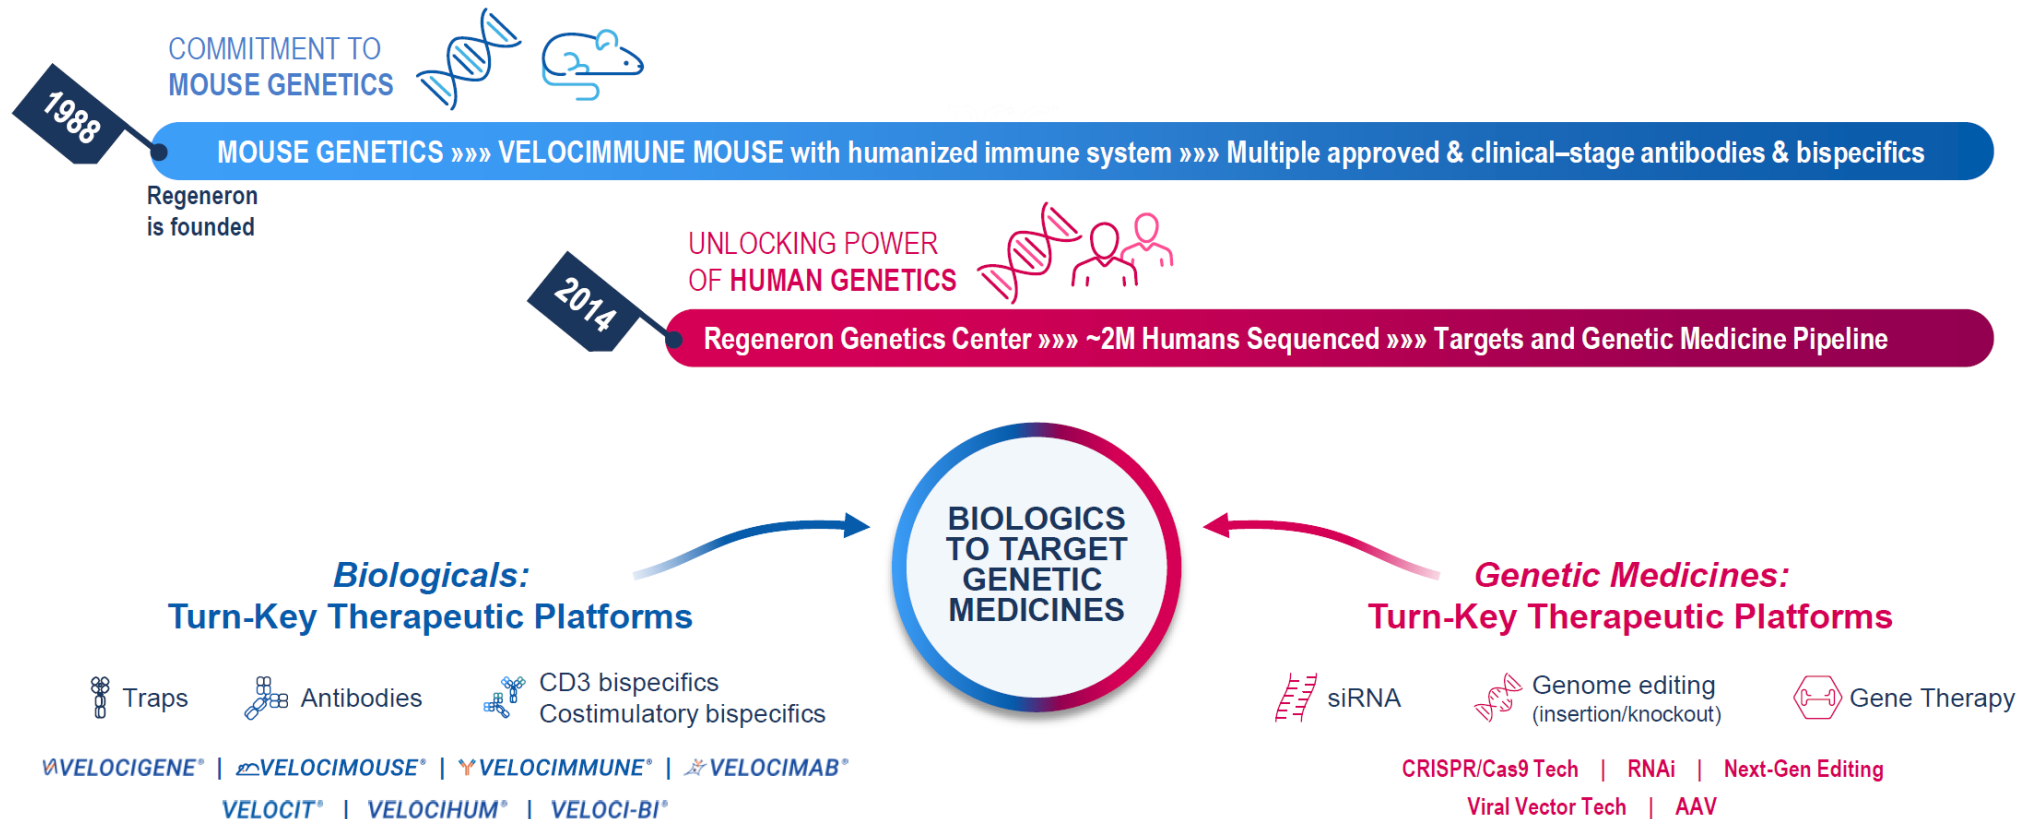 COMMITMENT TO
MOUSE GENETICS
1988
MOUSE GENETICS »»» VELOCIMMUNE MOUSE with humanized immune system »»» Multiple approved & clinical–stage antibodies & bispecifics
Regeneron
is founded
UNLOCKING POWER
OF HUMAN GENETICS
2014
Regeneron Genetics Center »»» ~2M Humans Sequenced »»» Targets and Genetic Medicine Pipeline
BIOLOGICS
TO TARGET
GENETIC
MEDICINES
Biologicals:
Turn-Key Therapeutic Platforms
Traps
Antibodies
CD3 bispecifics
Costimulatory bispecifics
VELOCIGENE® | VELOCIMOUSE® | VELOCIMMUNE® | VELOCIMAB®
VELOCIT® | VELOCIHUM® | VELOCI-BI®
Genetic Medicines:
Turn-Key Therapeutic Platforms
siRNA
Genome editing
(insertion/knockout)
Gene Therapy
CRISPR/Cas9 Tech | RNAi | Next-Gen Editing
Viral Vector Tech | AAV